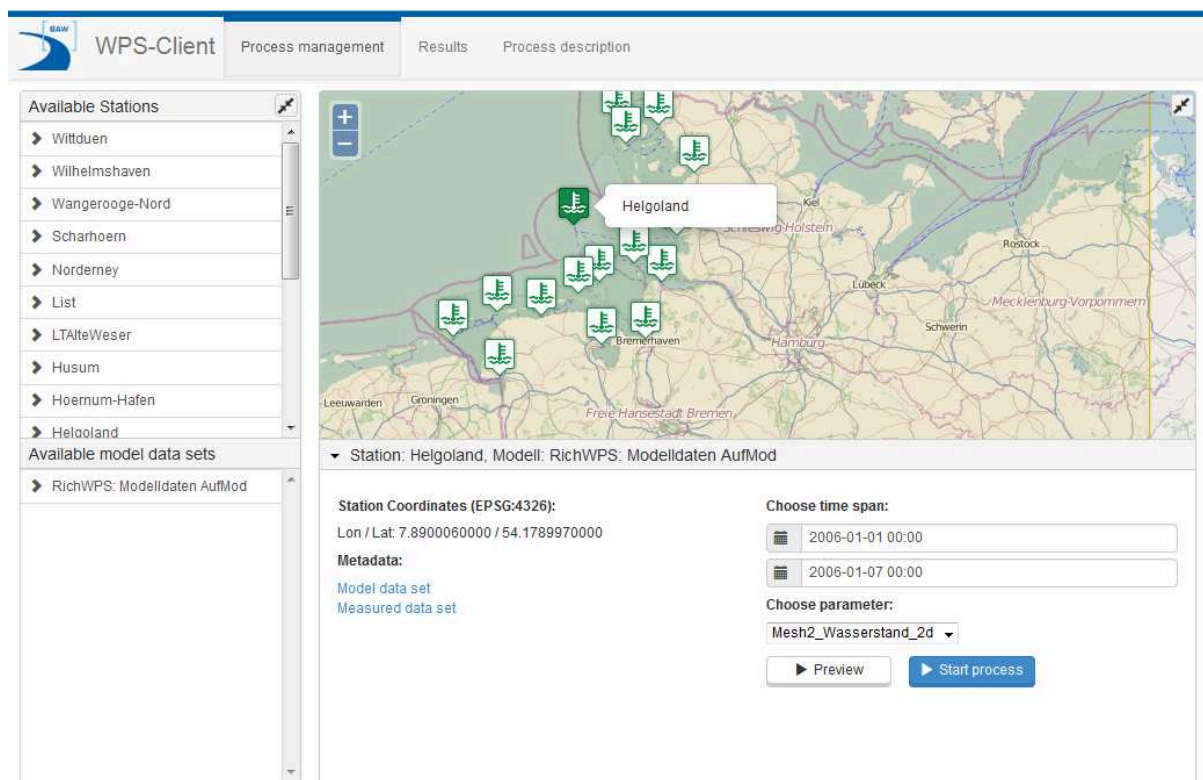 BAW
WPS-Client
Process management
Results
Process description
Available Stations
Wittduen
Wilhelmshaven
Wangerooge-Nord
Scharhoern
Norderney
List
LTAlteWeser
Husum
Hoernum-Hafen
Helgoland
Available model data sets
RichWPS: Modelldaten AufMod
+
−
Helgoland
Kiel
Schleswig-Holstein
Rostock
Lübeck
Mecklenburg-Vorpommern
Schwerin
Bremerhaven
Hamburg
Leeuwarden
Groningen
Freie Hansestadt Bremen
Station: Helgoland, Modell: RichWPS: Modelldaten AufMod
Station Coordinates (EPSG:4326):
Lon / Lat: 7.8900060000 / 54.1789970000
Metadata:
Model data set
Measured data set
Choose time span:
2006-01-01 00:00
2006-01-07 00:00
Choose parameter:
Mesh2_Wasserstand_2d
Preview
Start process